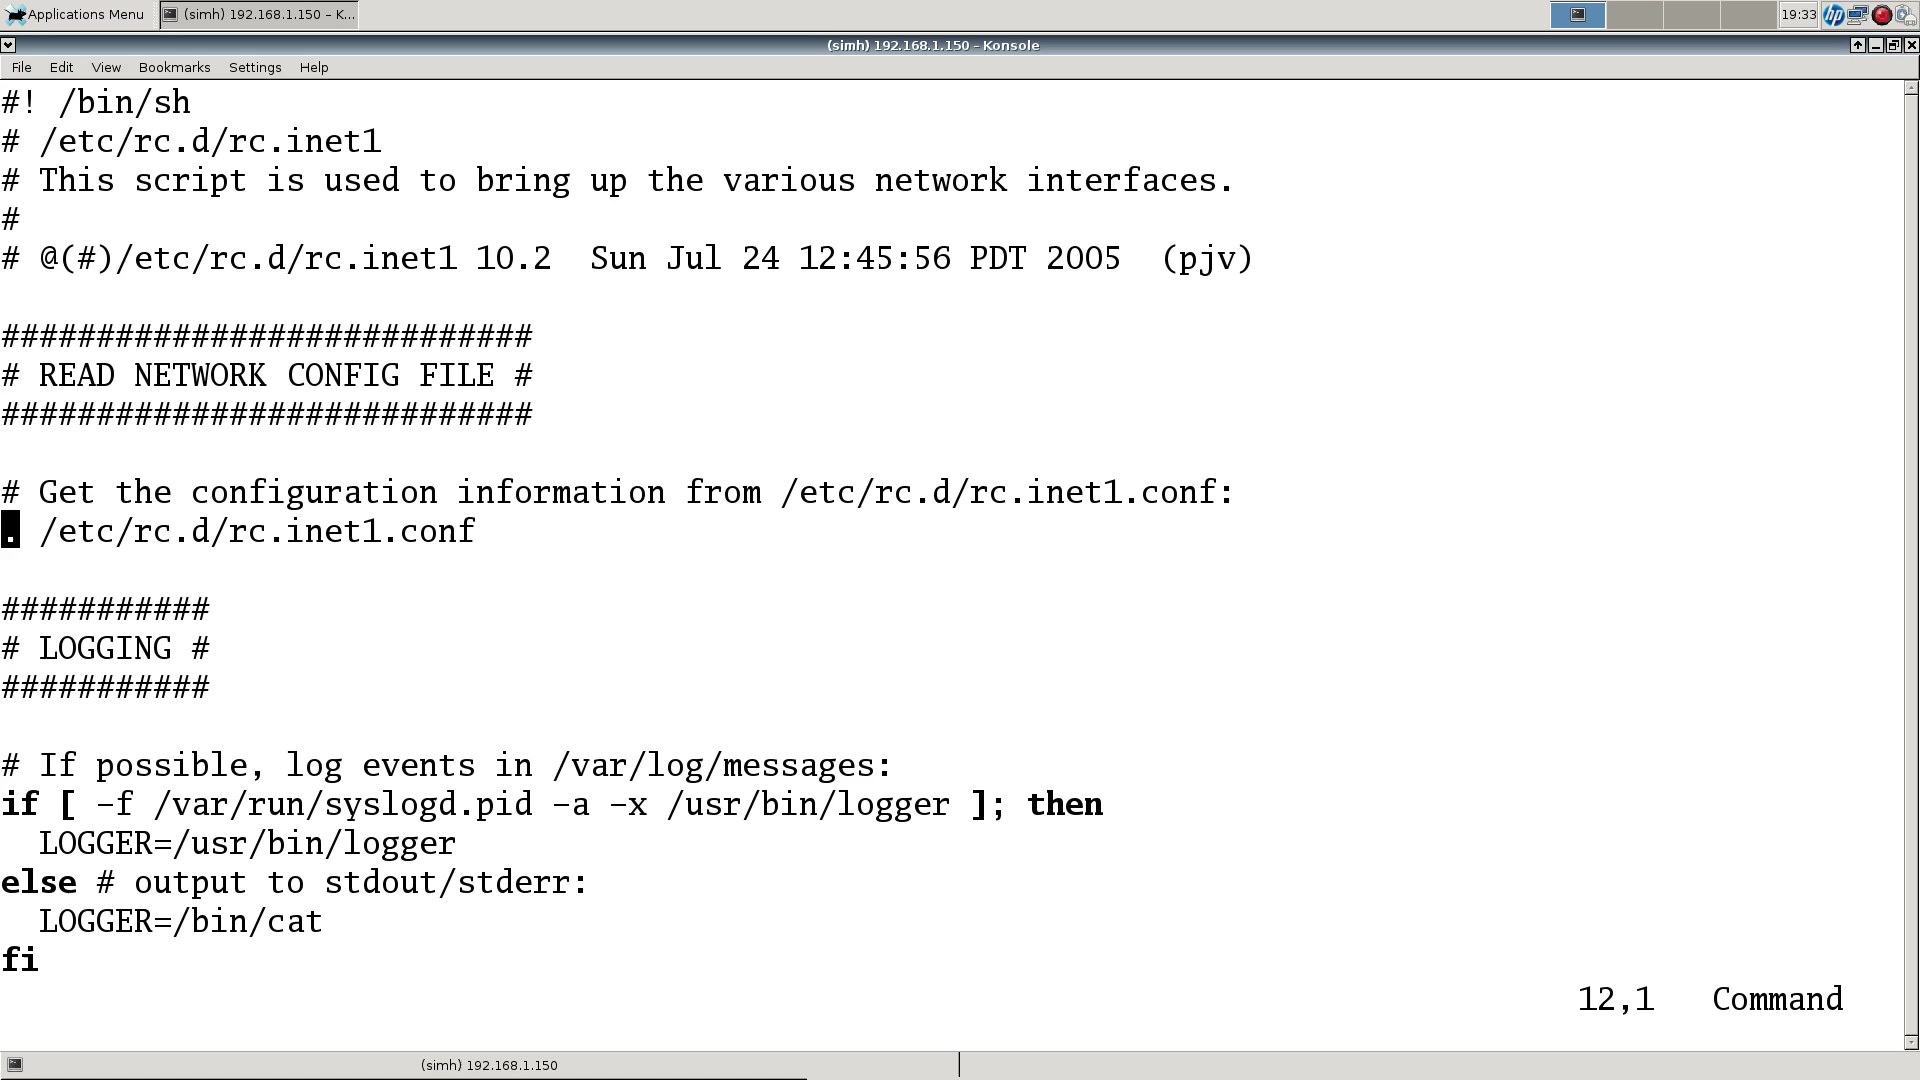 Applications Menu (simh) 192.168.1.150 – K... 19:33 hp
(simh) 192.168.1.150 – Konsole
File Edit View Bookmarks Settings Help
#! /bin/sh
# /etc/rc.d/rc.inet1
# This script is used to bring up the various network interfaces.
#
# @(#)/etc/rc.d/rc.inet1 10.2  Sun Jul 24 12:45:56 PDT 2005  (pjv)
############################
# READ NETWORK CONFIG FILE #
############################
# Get the configuration information from /etc/rc.d/rc.inet1.conf:
. /etc/rc.d/rc.inet1.conf
###########
# LOGGING #
###########
# If possible, log events in /var/log/messages:
if [ -f /var/run/syslogd.pid -a -x /usr/bin/logger ]; then
  LOGGER=/usr/bin/logger
else # output to stdout/stderr:
  LOGGER=/bin/cat
fi
12,1   Command
(simh) 192.168.1.150